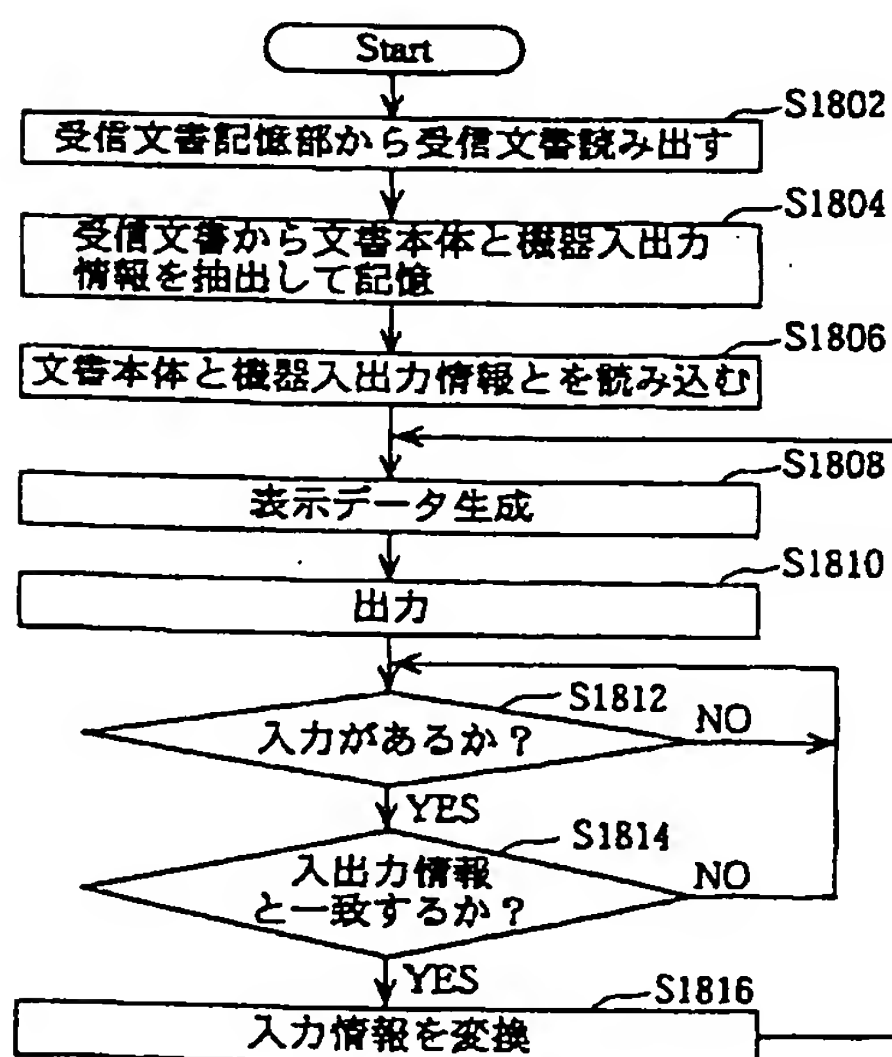 Start
S1802
受信文書記憶部から受信文書読み出す
S1804
受信文書から文書本体と機器入出力
情報を抽出して記憶
S1806
文書本体と機器入出力情報とを読み込む
S1808
表示データ生成
S1810
出力
S1812
入力があるか？
NO
YES
S1814
入出力情報
と一致するか？
NO
YES
S1816
入力情報を変換